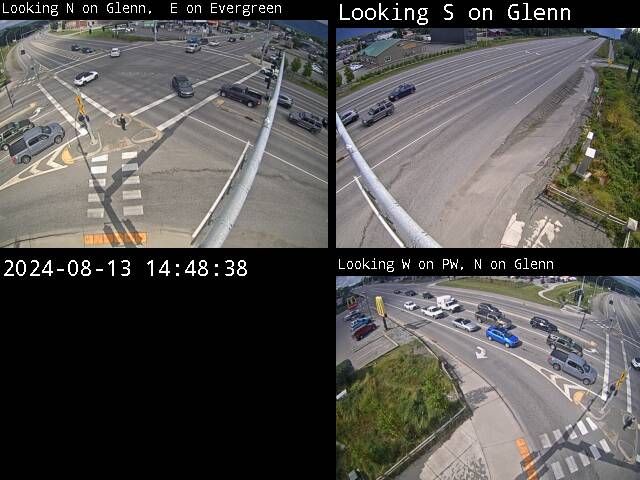 Looking N on Glenn, E on Evergreen
Looking S on Glenn
2024-08-13 14:48:38
Looking W on PW, N on Glenn